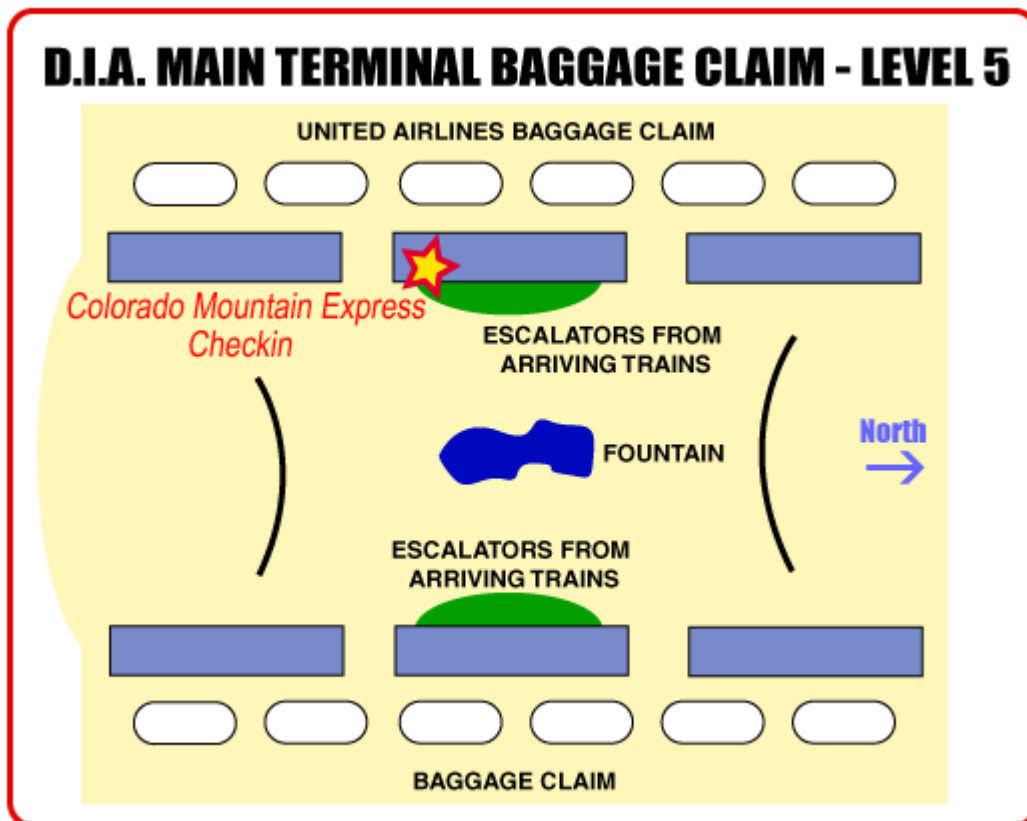 D.I.A. MAIN TERMINAL BAGGAGE CLAIM - LEVEL 5
UNITED AIRLINES BAGGAGE CLAIM
Colorado Mountain Express
Checkin
ESCALATORS FROM
ARRIVING TRAINS
North
FOUNTAIN
ESCALATORS FROM
ARRIVING TRAINS
BAGGAGE CLAIM